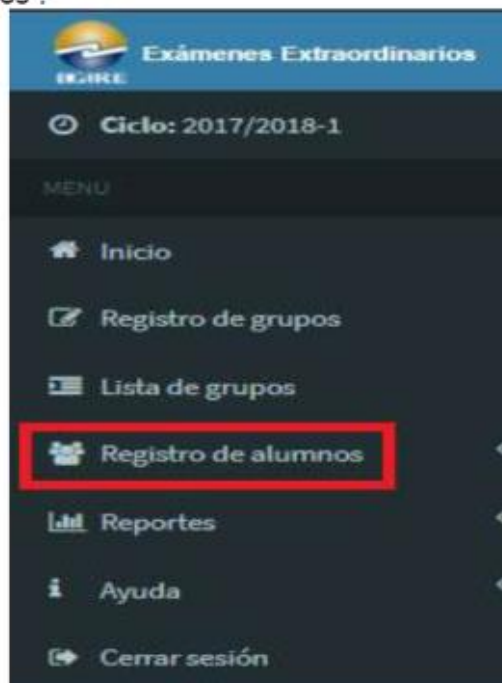 Exámenes Extraordinarios
DGIRE
Ciclo: 2017/2018-1
MENU
Inicio
Registro de grupos
Lista de grupos
Registro de alumnos
Reportes
Ayuda
Cerrar sesión